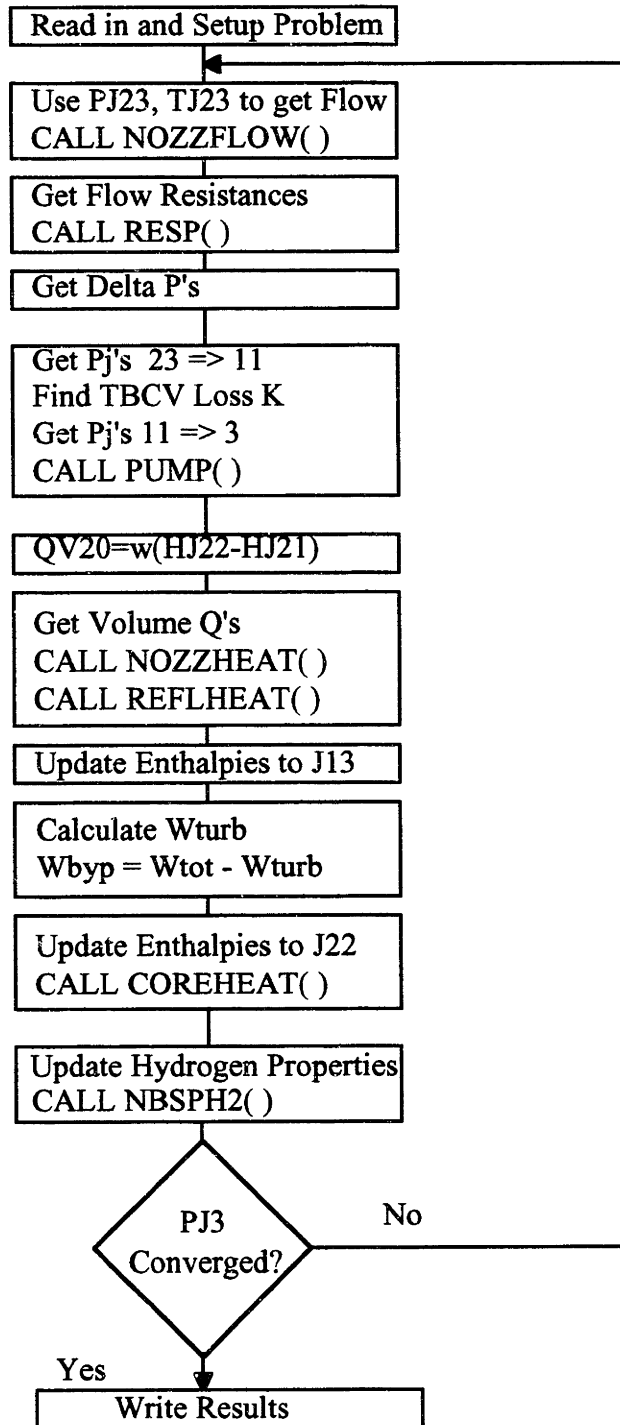 Read in and Setup Problem
Use PJ23, TJ23 to get Flow
CALL NOZZFLOW( )
Get Flow Resistances
CALL RESP( )
Get Delta P's
Get Pj's 23 => 11
Find TBCV Loss K
Get Pj's 11 => 3
CALL PUMP( )
QV20=w(HJ22-HJ21)
Get Volume Q's
CALL NOZZHEAT( )
CALL REFLHEAT( )
Update Enthalpies to J13
Calculate Wturb
Wbyp = Wtot - Wturb
Update Enthalpies to J22
CALL COREHEAT( )
Update Hydrogen Properties
CALL NBSPH2( )
PJ3
Converged?
No
Yes
Write Results